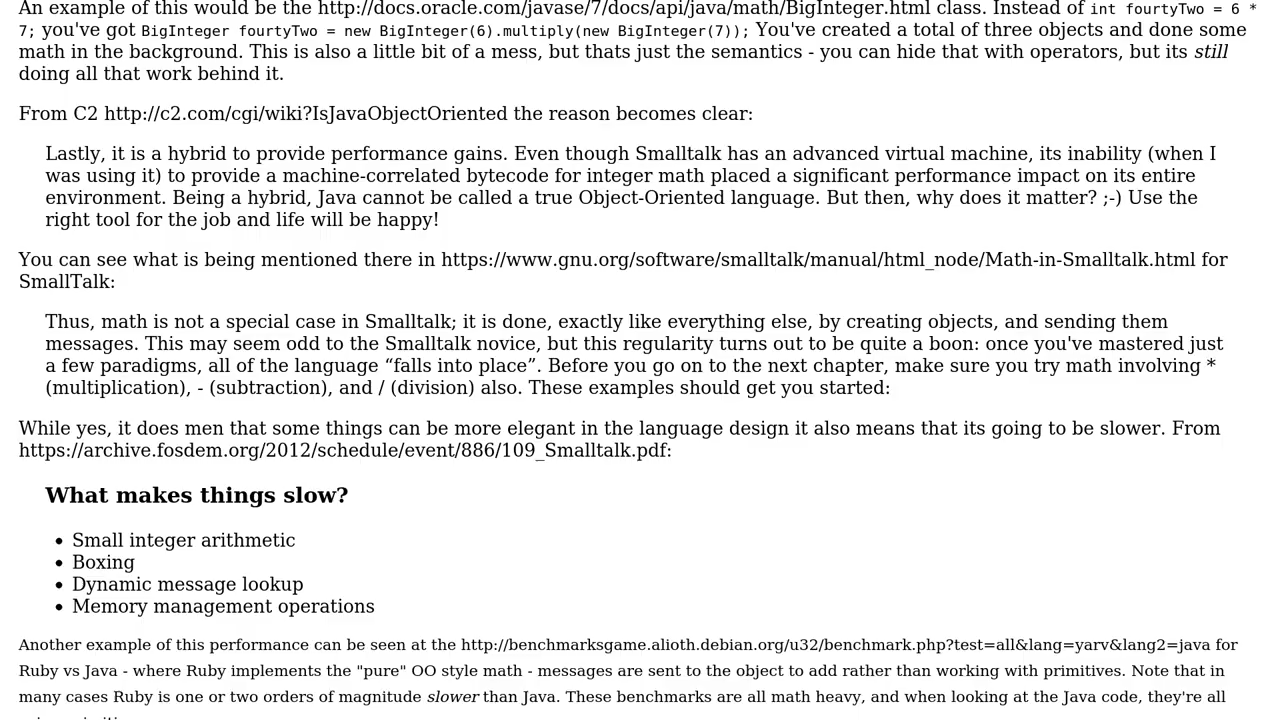 An example of this would be the http://docs.oracle.com/javase/7/docs/api/java/math/BigInteger.html class. Instead of int fourtyTwo = 6 *
7; you've got BigInteger fourtyTwo = new BigInteger(6).multiply(new BigInteger(7)); You've created a total of three objects and done some
math in the background. This is also a little bit of a mess, but thats just the semantics - you can hide that with operators, but its still
doing all that work behind it.
From C2 http://c2.com/cgi/wiki?IsJavaObjectOriented the reason becomes clear:
Lastly, it is a hybrid to provide performance gains. Even though Smalltalk has an advanced virtual machine, its inability (when I
was using it) to provide a machine-correlated bytecode for integer math placed a significant performance impact on its entire
environment. Being a hybrid, Java cannot be called a true Object-Oriented language. But then, why does it matter? ;-) Use the
right tool for the job and life will be happy!
You can see what is being mentioned there in https://www.gnu.org/software/smalltalk/manual/html_node/Math-in-Smalltalk.html for
SmallTalk:
Thus, math is not a special case in Smalltalk; it is done, exactly like everything else, by creating objects, and sending them
messages. This may seem odd to the Smalltalk novice, but this regularity turns out to be quite a boon: once you've mastered just
a few paradigms, all of the language “falls into place”. Before you go on to the next chapter, make sure you try math involving *
(multiplication), - (subtraction), and / (division) also. These examples should get you started:
While yes, it does men that some things can be more elegant in the language design it also means that its going to be slower. From
https://archive.fosdem.org/2012/schedule/event/886/109_Smalltalk.pdf:
What makes things slow?
• Small integer arithmetic
• Boxing
• Dynamic message lookup
• Memory management operations
Another example of this performance can be seen at the http://benchmarksgame.alioth.debian.org/u32/benchmark.php?test=all&lang=yarv&lang2=java for
Ruby vs Java - where Ruby implements the "pure" OO style math - messages are sent to the object to add rather than working with primitives. Note that in
many cases Ruby is one or two orders of magnitude slower than Java. These benchmarks are all math heavy, and when looking at the Java code, they're all